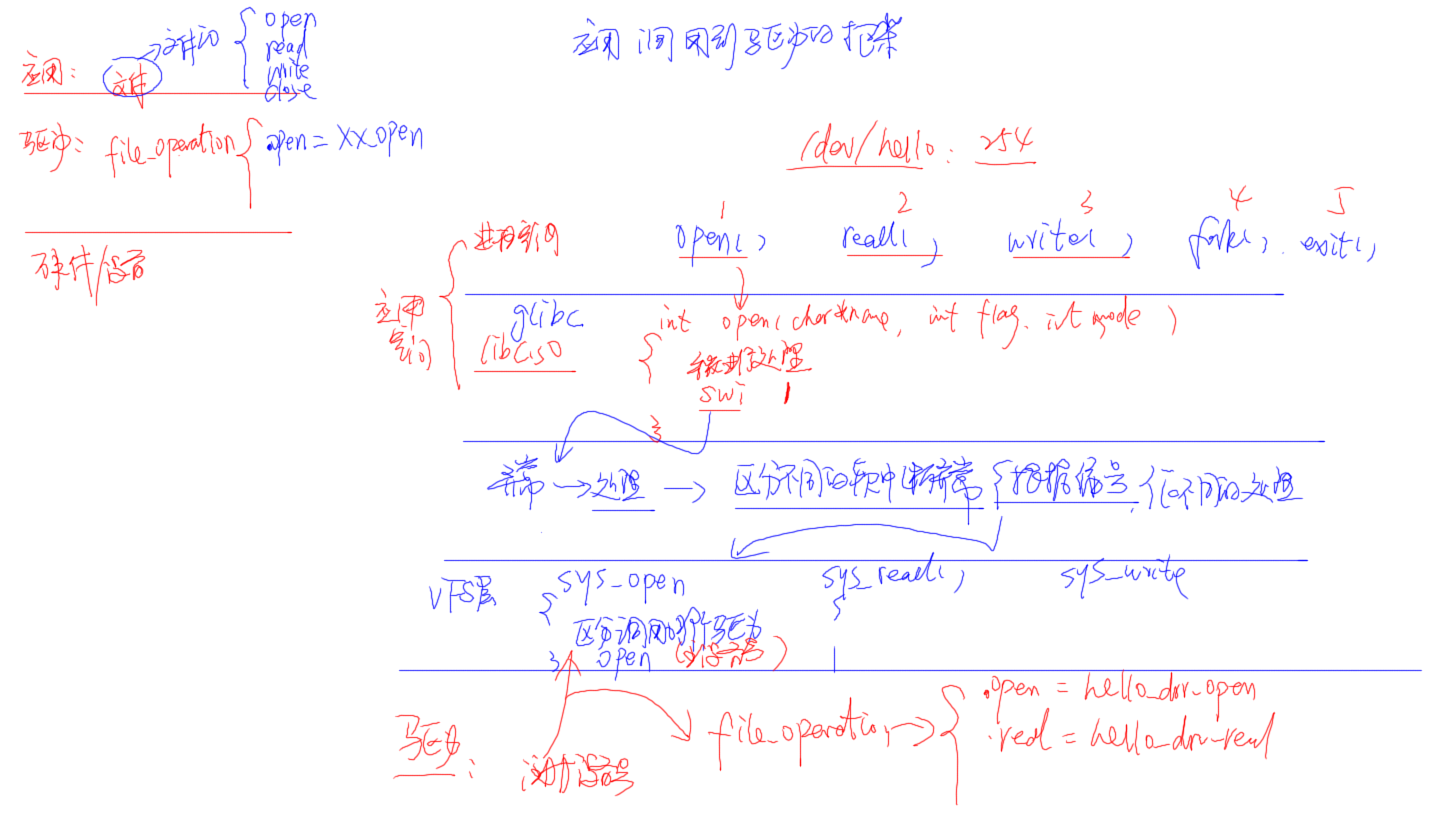 应用调用到驱动的框架
应用: 文件 → 文件IO { open
read
write
close
驱动: file_operation { .open = XX_open
硬件/设备
/dev/hello: 254
1 2 3 4 5
进程空间 open(, read(, write(, fork(, exit(,
应用空间
glibc int open(char *name, int flag, int mode)
libc.so
处理
swi 1
3
异常 → 处理 → 区分不同的软中断异常 { 根据编号, 作不同的处理
VFS层 sys_open sys_read(, sys_write
区分调用的哪个驱动
open (设备号)
驱动: 设备号
file_operation → { .open = hello_drv_open
.read = hello_drv_read